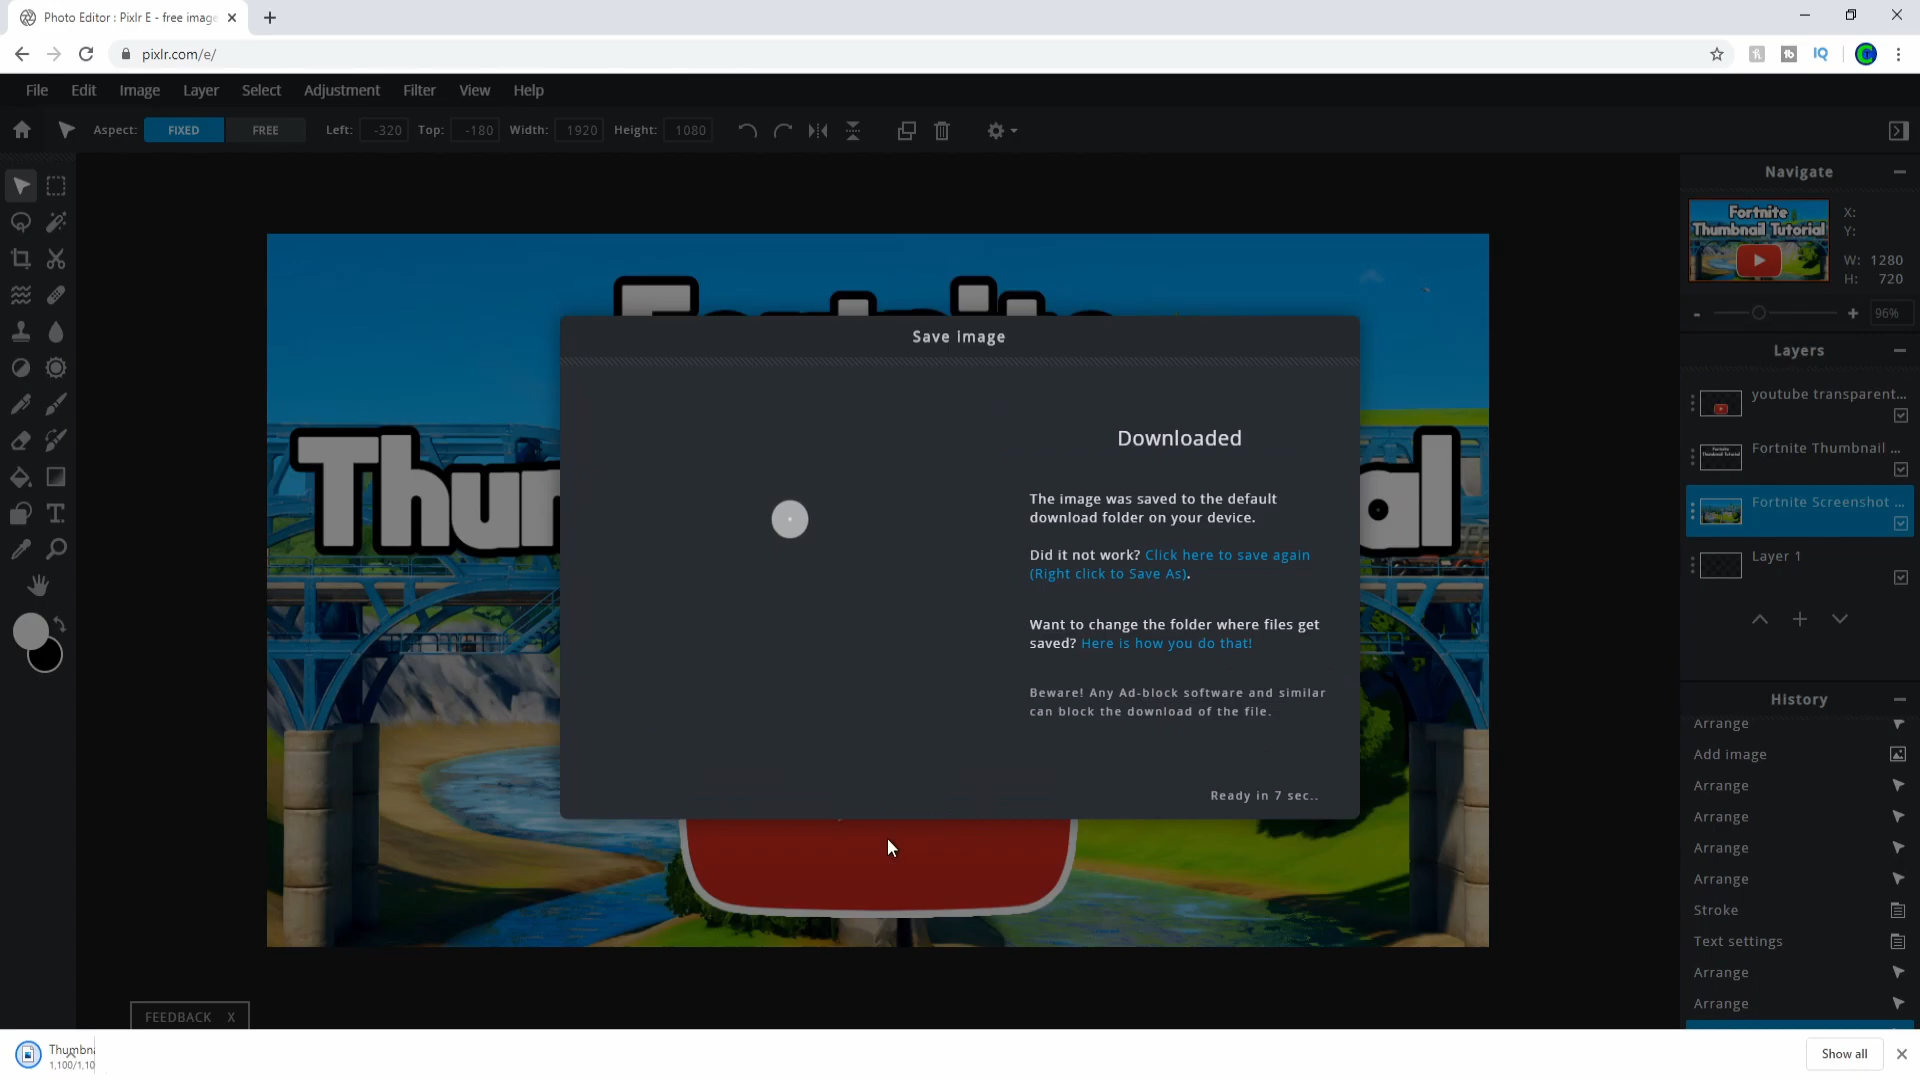 Photo Editor : Pixlr E - free image
pixlr.com/e/
File Edit Image Layer Select Adjustment Filter View Help
Aspect: FIXED FREE Left: -320 Top: -180 Width: 1920 Height: 1080
Navigate
Fortnite
Thumbnail Tutorial
X:
Y:
W: 1280
H: 720
- + 96%
Layers
youtube transparent...
Fortnite Thumbnail ...
Fortnite Screenshot ...
Layer 1
History
Arrange
Add image
Arrange
Arrange
Arrange
Arrange
Stroke
Text settings
Arrange
Arrange
Save image
Downloaded
The image was saved to the default
download folder on your device.
Did it not work? Click here to save again
(Right click to Save As).
Want to change the folder where files get
saved? Here is how you do that!
Beware! Any Ad-block software and similar
can block the download of the file.
Ready in 7 sec..
FEEDBACK X
1,100/1,10
Show all